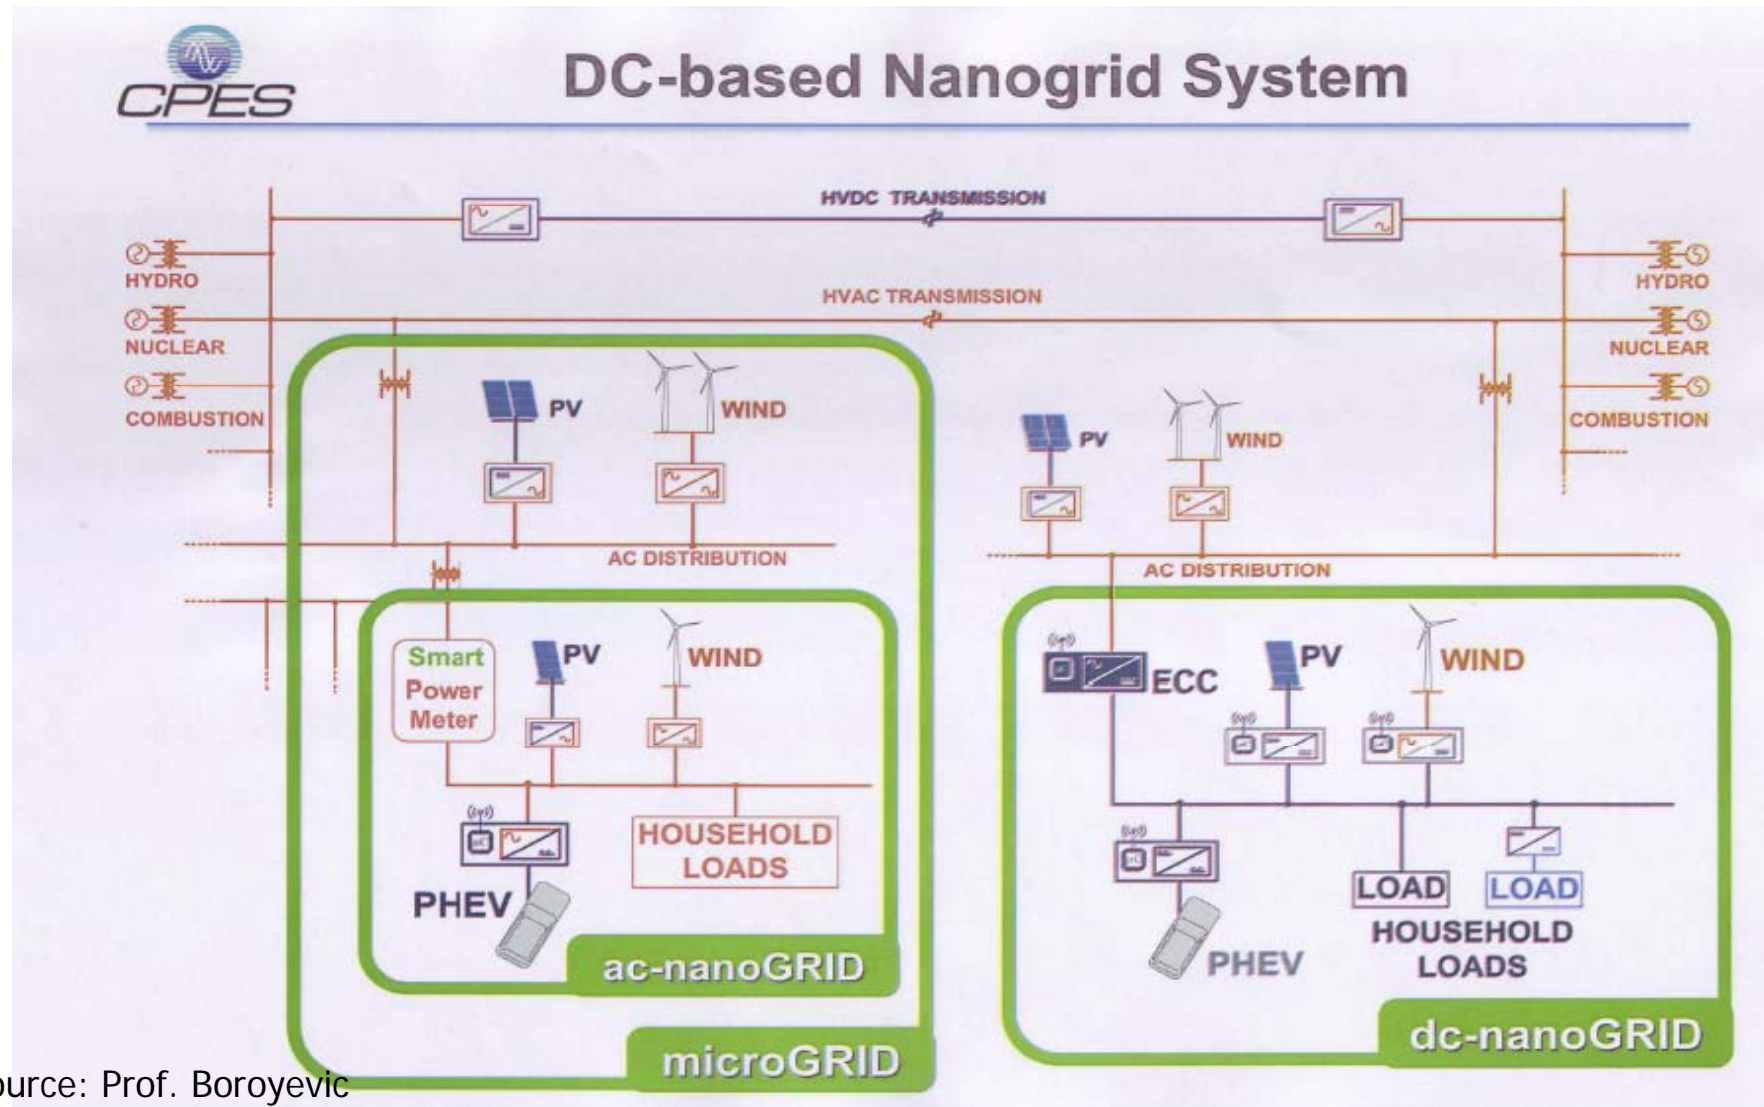 CPES
DC-based Nanogrid System
HVDC TRANSMISSION
HYDRO
NUCLEAR
COMBUSTION
HVAC TRANSMISSION
HYDRO
NUCLEAR
COMBUSTION
PV
WIND
AC DISTRIBUTION
PV
WIND
AC DISTRIBUTION
Smart
Power
Meter
PV
WIND
PHEV
HOUSEHOLD
LOADS
ac-nanoGRID
microGRID
ECC
PV
WIND
PHEV
LOAD
LOAD
HOUSEHOLD
LOADS
dc-nanoGRID
ource: Prof. Boroyevic